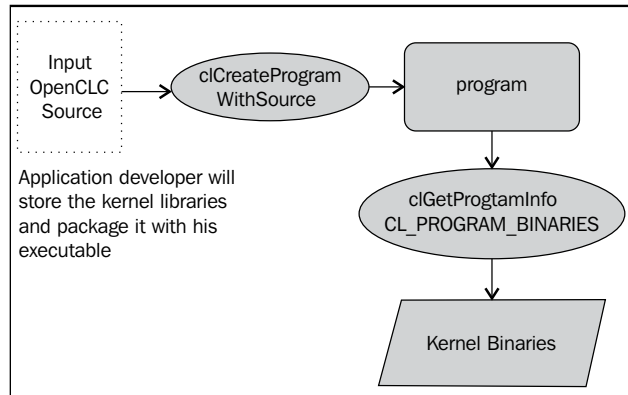 Input
OpenCLC
Source
clCreateProgram
WithSource
program
Application developer will
store the kernel libraries
and package it with his
executable
clGetProgtamInfo
CL_PROGRAM_BINARIES
Kernel Binaries